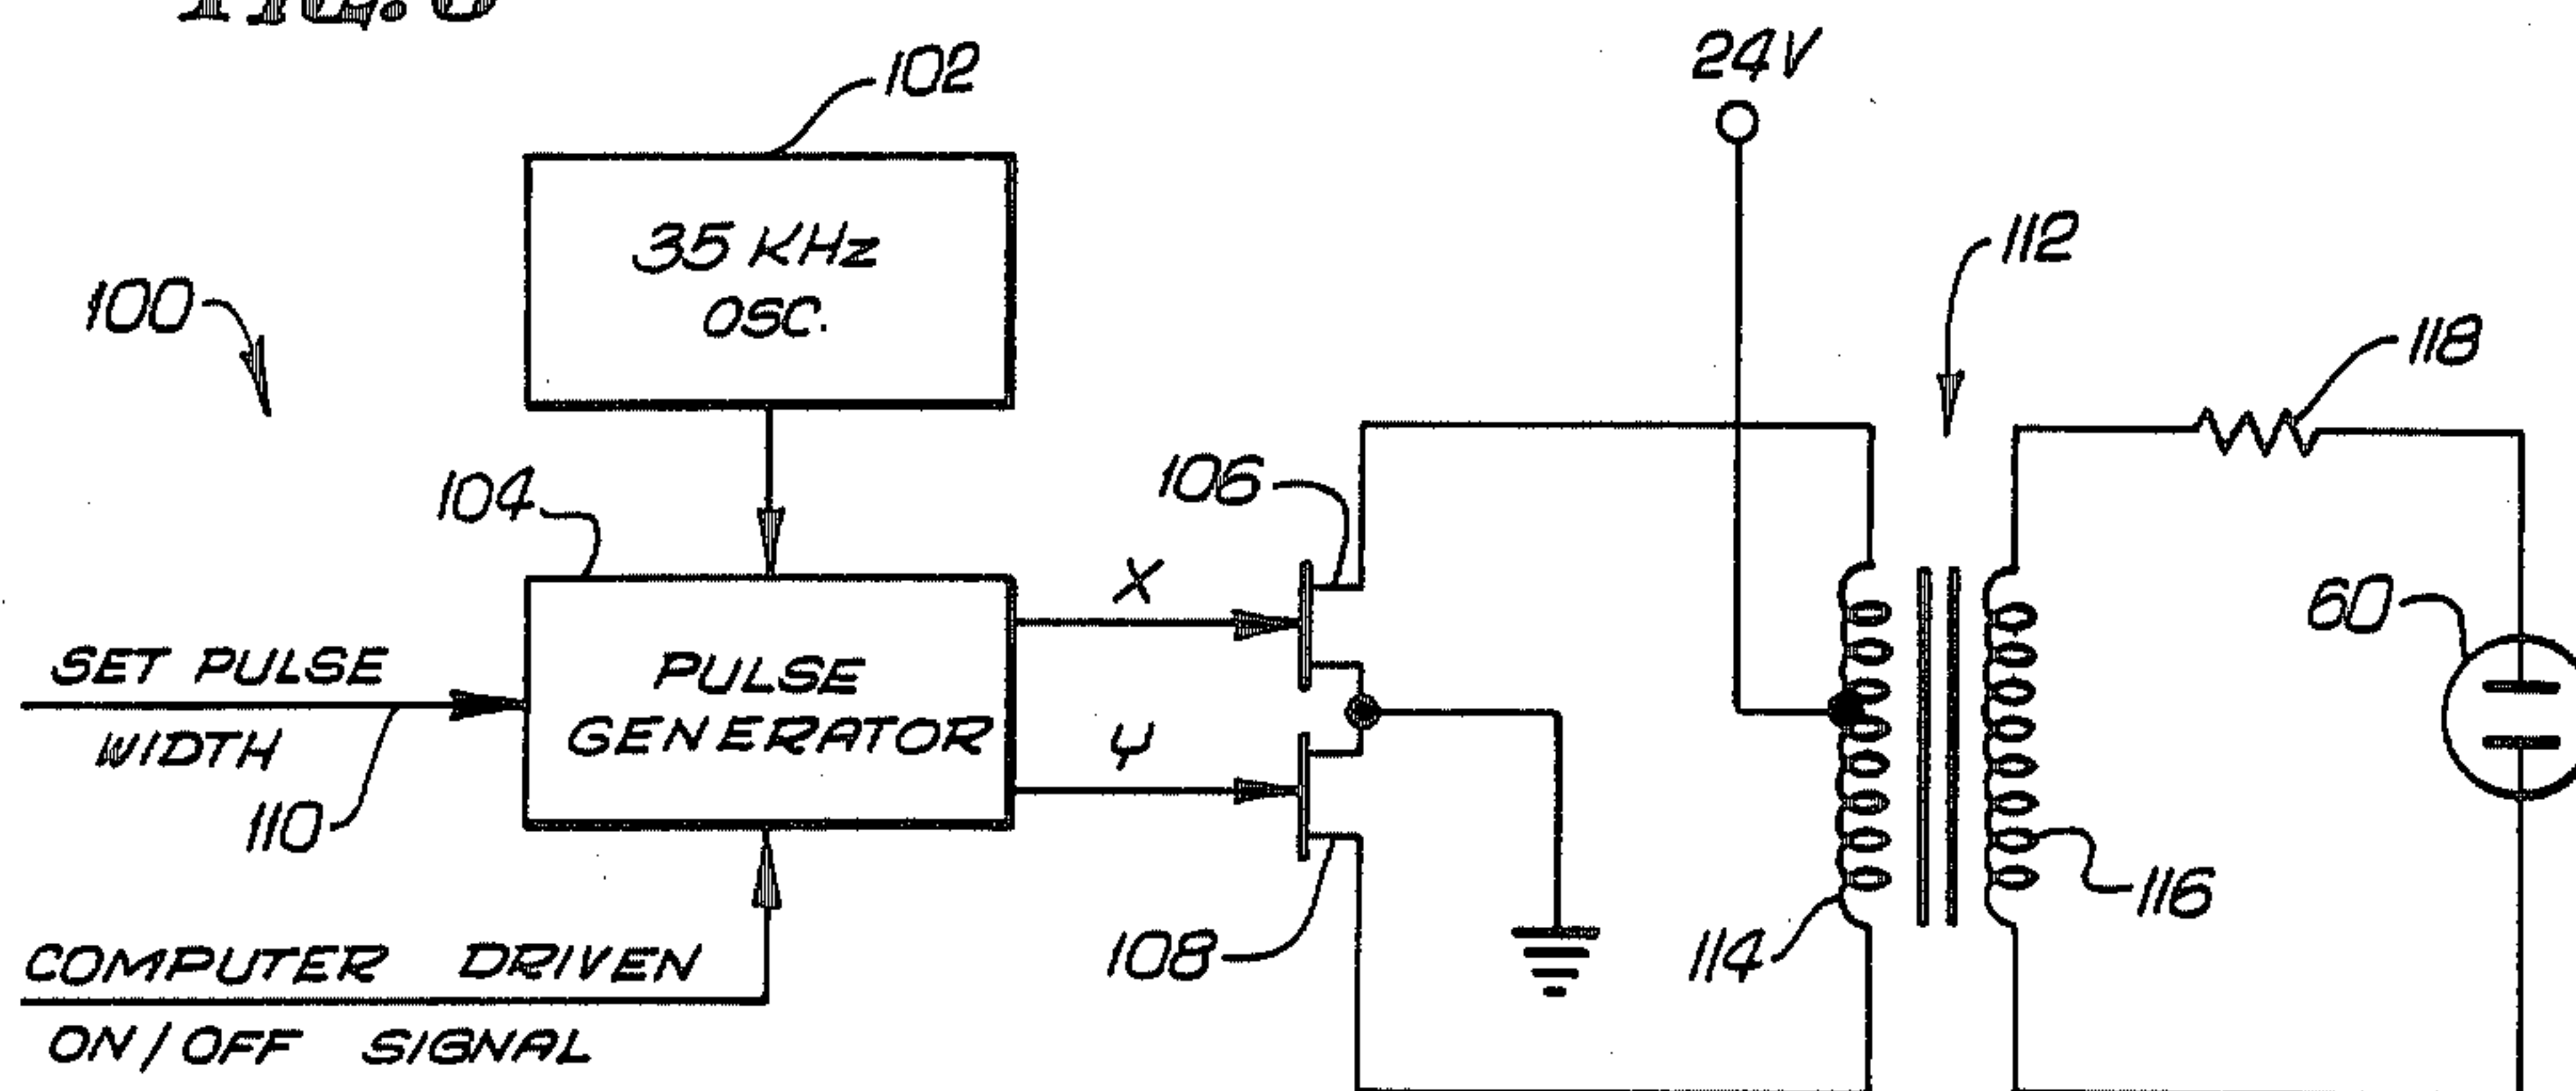 102
24V
35 KHz
OSC.
112
100
118
104
106
X
60
SET PULSE
WIDTH
PULSE
GENERATOR
Y
110
116
108
114
COMPUTER DRIVEN
ON/OFF SIGNAL